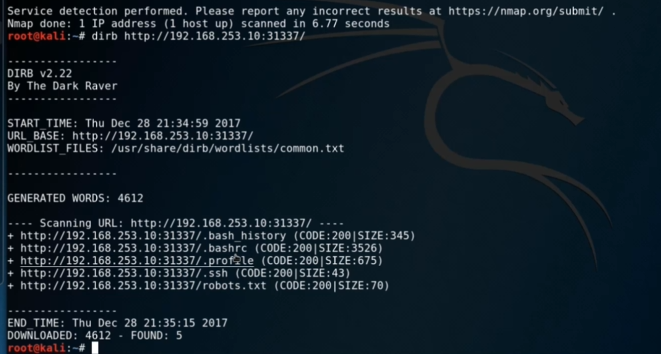 Service detection performed. Please report any incorrect results at https://nmap.org/submit/ .
Nmap done: 1 IP address (1 host up) scanned in 6.77 seconds
root@kali:~# dirb http://192.168.253.10:31337/
-----------------
DIRB v2.22
By The Dark Raver
-----------------
START_TIME: Thu Dec 28 21:34:59 2017
URL_BASE: http://192.168.253.10:31337/
WORDLIST_FILES: /usr/share/dirb/wordlists/common.txt
-----------------
GENERATED WORDS: 4612
---- Scanning URL: http://192.168.253.10:31337/ ----
+ http://192.168.253.10:31337/.bash_history (CODE:200|SIZE:345)
+ http://192.168.253.10:31337/.bashrc (CODE:200|SIZE:3526)
+ http://192.168.253.10:31337/.profile (CODE:200|SIZE:675)
+ http://192.168.253.10:31337/.ssh (CODE:200|SIZE:43)
+ http://192.168.253.10:31337/robots.txt (CODE:200|SIZE:70)
-----------------
END_TIME: Thu Dec 28 21:35:15 2017
DOWNLOADED: 4612 - FOUND: 5
root@kali:~#